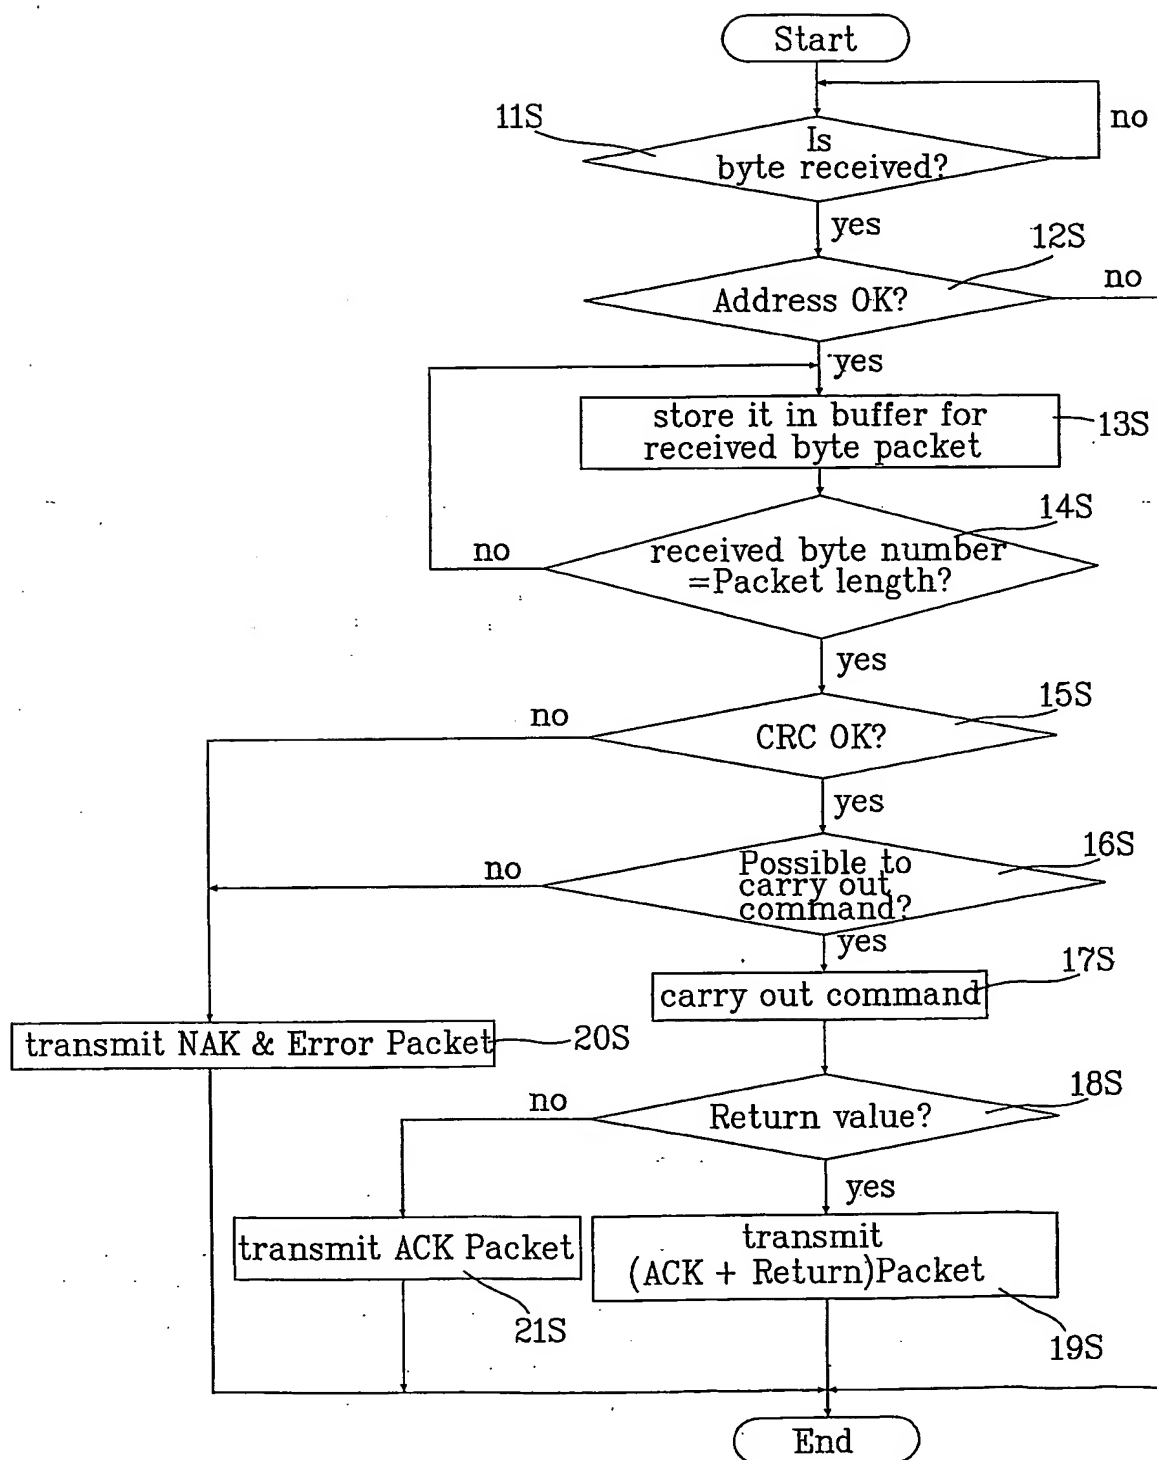 Start
11S
Is
byte received?
no
yes
12S
Address OK?
no
yes
store it in buffer for
received byte packet
13S
14S
received byte number
=Packet length?
no
yes
15S
CRC OK?
no
yes
16S
Possible to
carry out
command?
no
yes
17S
carry out command
transmit NAK & Error Packet
20S
18S
Return value?
no
yes
transmit ACK Packet
21S
transmit
(ACK + Return)Packet
19S
End